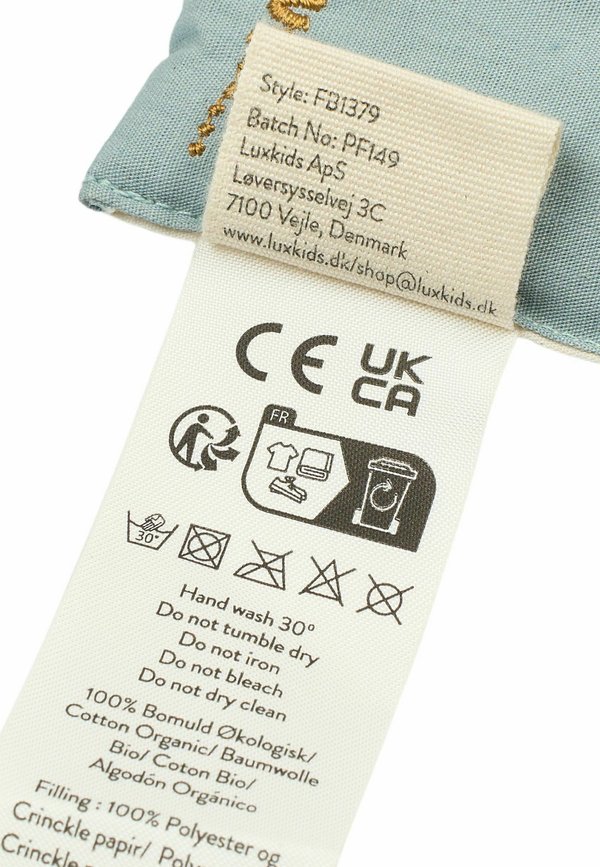 Style: FB1379
Batch No: PF149
Luxkids ApS
Løversysselvej 3C
7100 Vejle, Denmark
www.luxkids.dk/shop@luxkids.dk
CE
UK
CA
FR
30°
Hand wash 30°
Do not tumble dry
Do not iron
Do not bleach
Do not dry clean
100% Bomuld Økologisk/
Cotton Organic/ Baumwolle
Bio/ Coton Bio/
Algodón Orgánico
Filling : 100% Polyester og
Crinckle papir/ Polyester
Crinckle